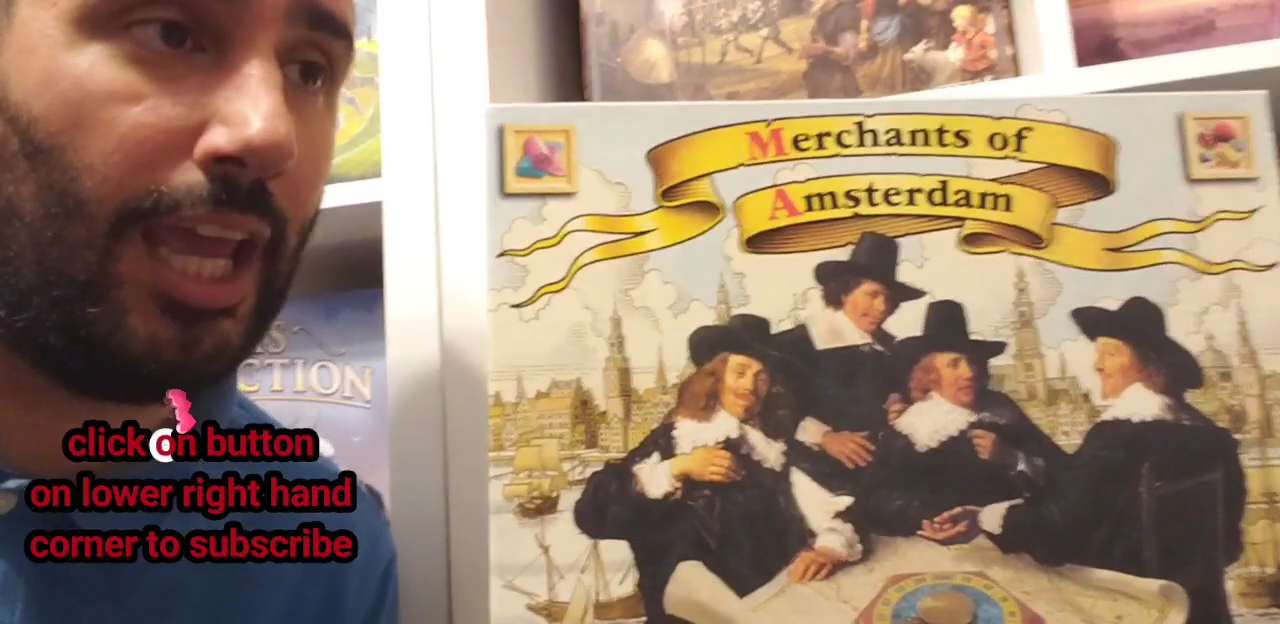 Merchants of
Amsterdam
CTION
click on button
on lower right hand
corner to subscribe